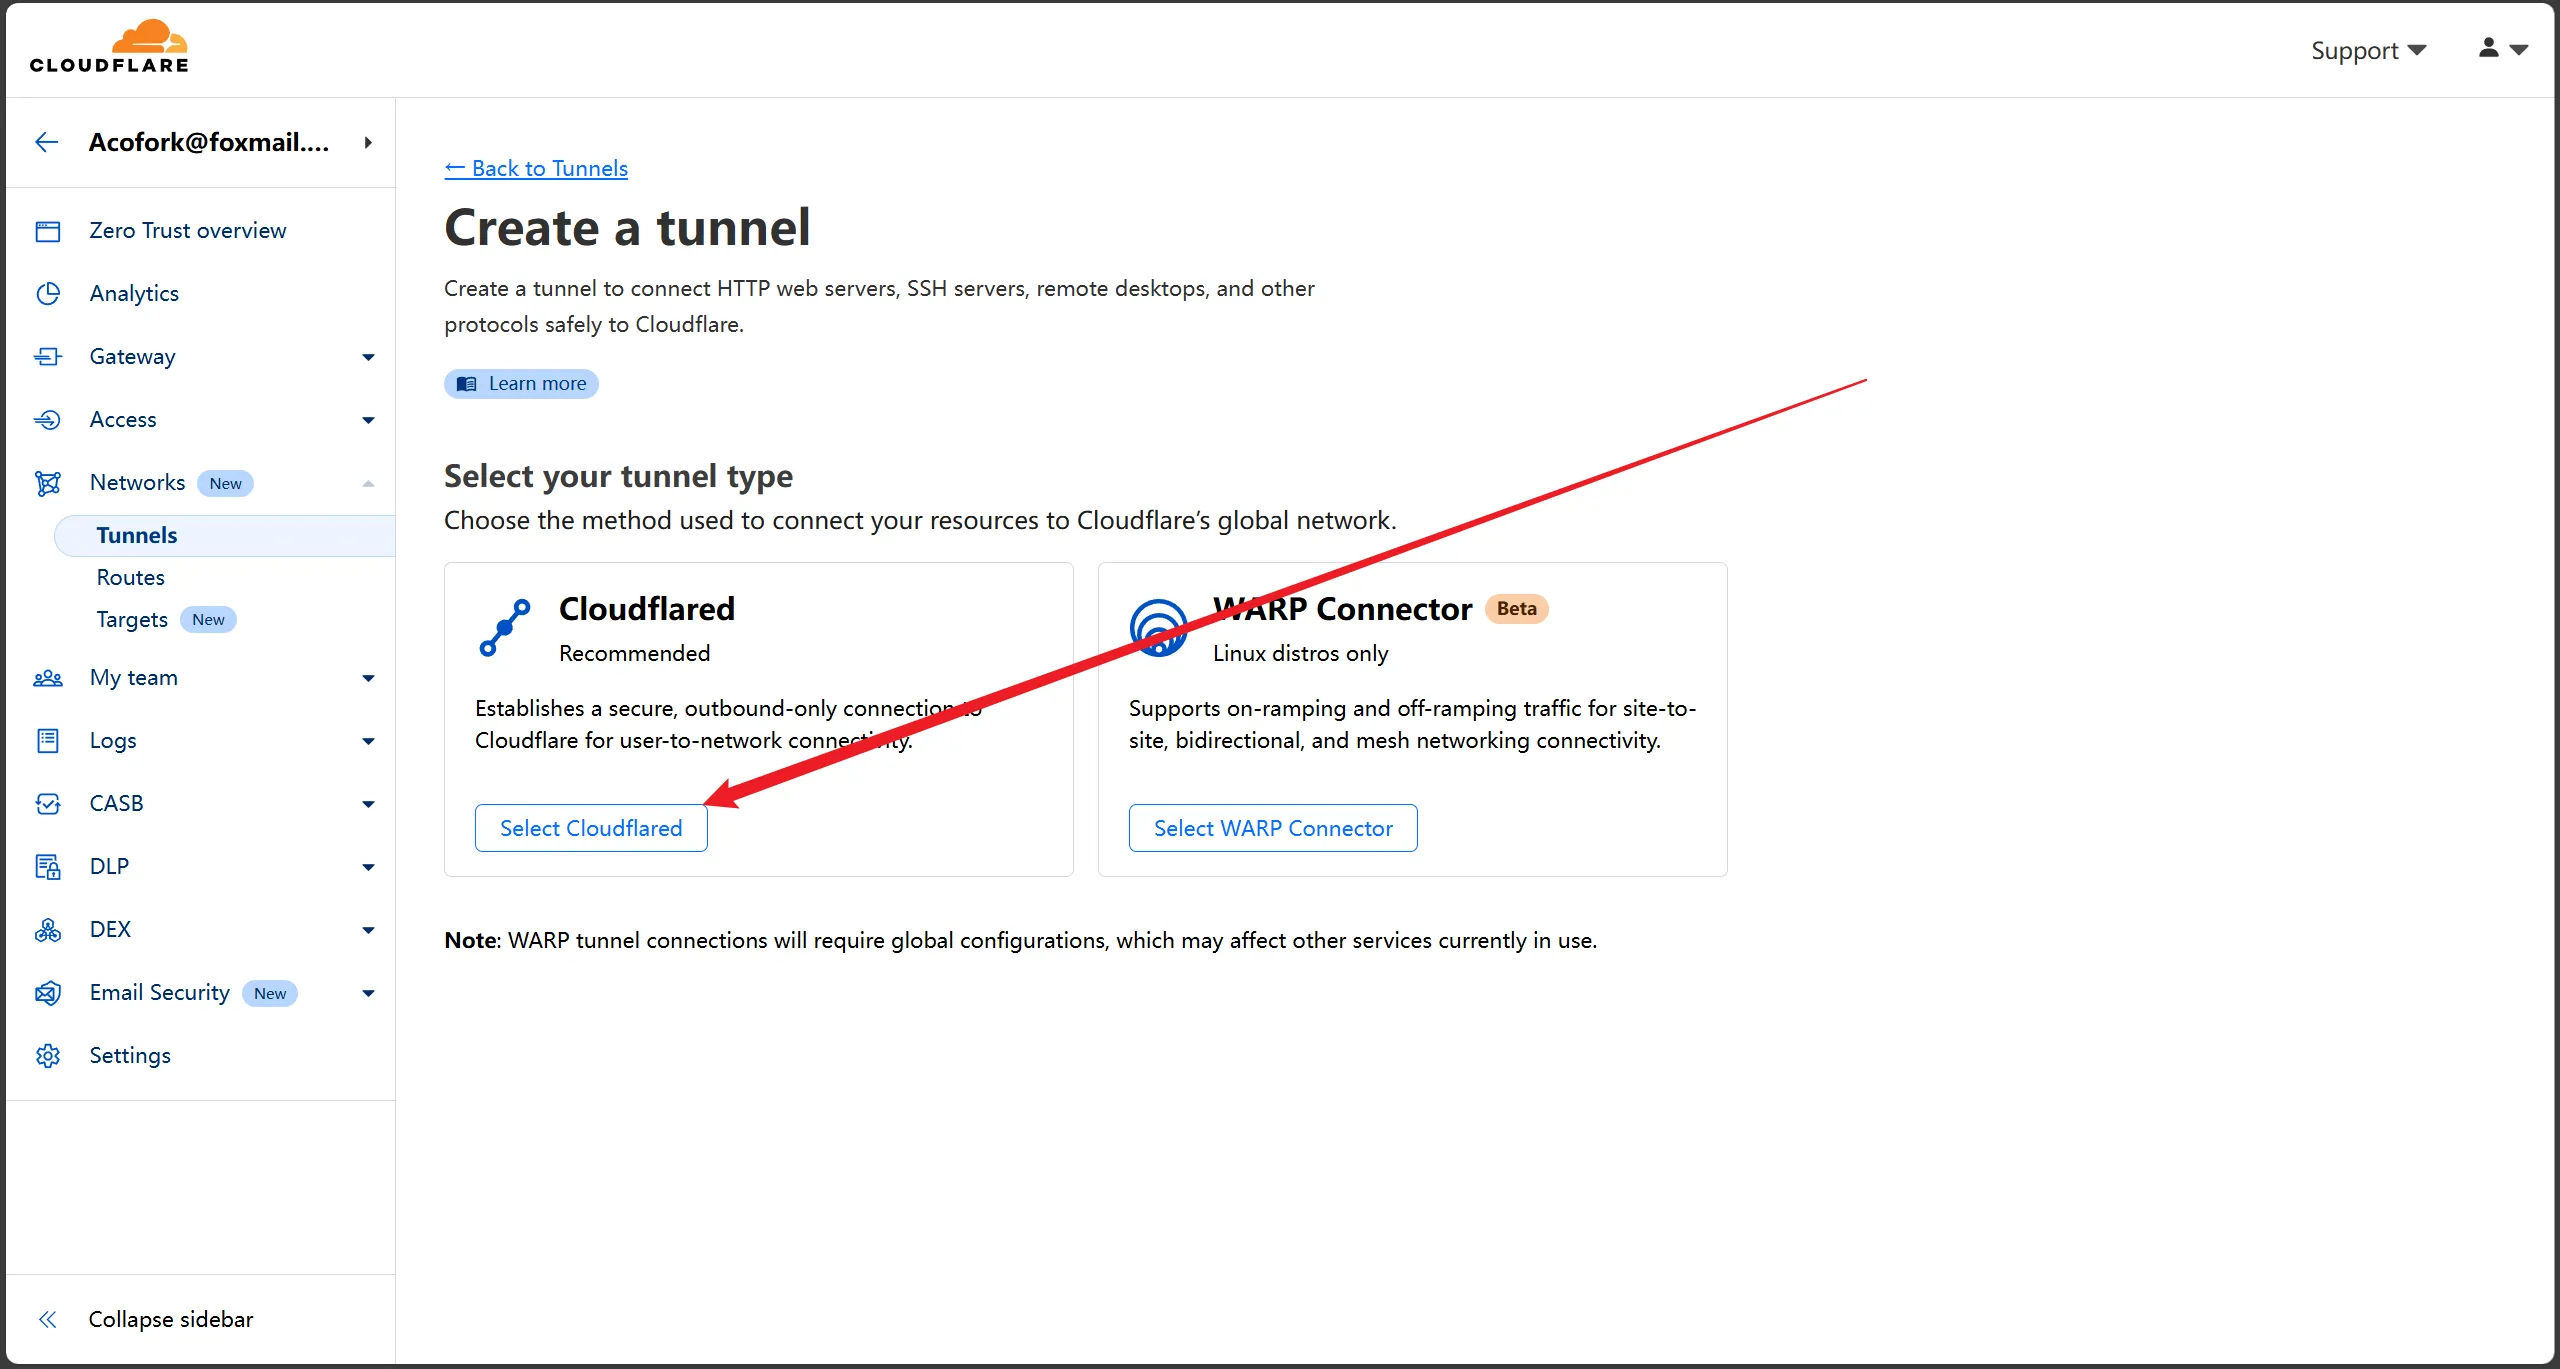 CLOUDFLARE
Support
Acofork@foxmail....
Zero Trust overview
Analytics
Gateway
Access
Networks New
Tunnels
Routes
Targets New
My team
Logs
CASB
DLP
DEX
Email Security New
Settings
Collapse sidebar
← Back to Tunnels
Create a tunnel
Create a tunnel to connect HTTP web servers, SSH servers, remote desktops, and other
protocols safely to Cloudflare.
Learn more
Select your tunnel type
Choose the method used to connect your resources to Cloudflare’s global network.
Cloudflared
Recommended
Establishes a secure, outbound-only connection to
Cloudflare for user-to-network connectivity.
Select Cloudflared
WARP Connector Beta
Linux distros only
Supports on-ramping and off-ramping traffic for site-to-
site, bidirectional, and mesh networking connectivity.
Select WARP Connector
Note: WARP tunnel connections will require global configurations, which may affect other services currently in use.